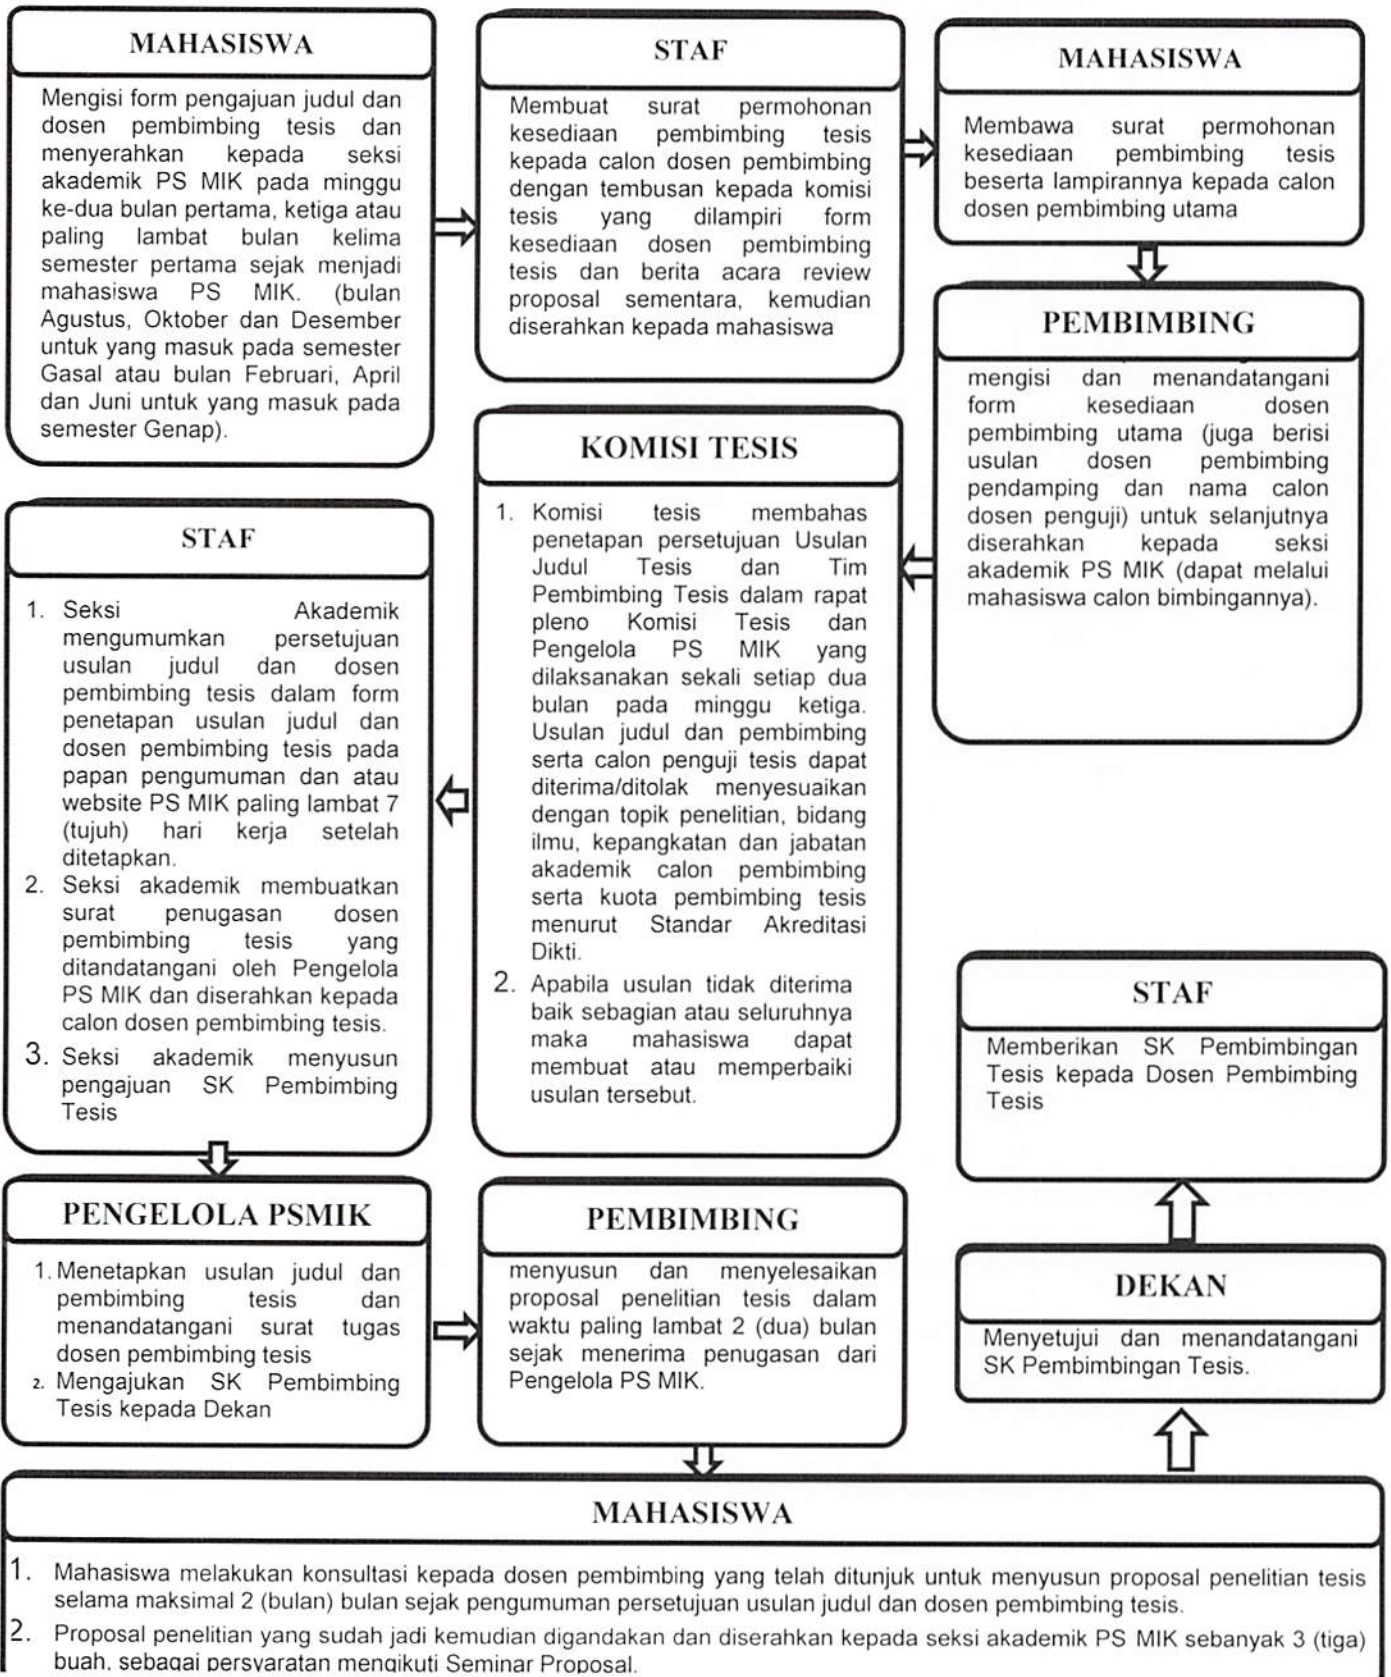 MAHASISWA
Mengisi form pengajuan judul dan
dosen pembimbing tesis dan
menyerahkan kepada seksi
akademik PS MIK pada minggu
ke-dua bulan pertama, ketiga atau
paling lambat bulan kelima
semester pertama sejak menjadi
mahasiswa PS MIK. (bulan
Agustus, Oktober dan Desember
untuk yang masuk pada semester
Gasal atau bulan Februari, April
dan Juni untuk yang masuk pada
semester Genap).
STAF
Membuat surat permohonan
kesediaan pembimbing tesis
kepada calon dosen pembimbing
dengan tembusan kepada komisi
tesis yang dilampiri form
kesediaan dosen pembimbing
tesis dan berita acara review
proposal sementara, kemudian
diserahkan kepada mahasiswa
MAHASISWA
Membawa surat permohonan
kesediaan pembimbing tesis
beserta lampirannya kepada calon
dosen pembimbing utama
PEMBIMBING
mengisi dan menandatangani
form kesediaan dosen
pembimbing utama (juga berisi
usulan dosen pembimbing
pendamping dan nama calon
dosen penguji) untuk selanjutnya
diserahkan kepada seksi
akademik PS MIK (dapat melalui
mahasiswa calon bimbingannya).
KOMISI TESIS
1. Komisi tesis membahas
penetapan persetujuan Usulan
Judul Tesis dan Tim
Pembimbing Tesis dalam rapat
pleno Komisi Tesis dan
Pengelola PS MIK yang
dilaksanakan sekali setiap dua
bulan pada minggu ketiga.
Usulan judul dan pembimbing
serta calon penguji tesis dapat
diterima/ditolak menyesuaikan
dengan topik penelitian, bidang
ilmu, kepangkatan dan jabatan
akademik calon pembimbing
serta kuota pembimbing tesis
menurut Standar Akreditasi
Dikti.
2. Apabila usulan tidak diterima
baik sebagian atau seluruhnya
maka mahasiswa dapat
membuat atau memperbaiki
usulan tersebut.
STAF
1. Seksi Akademik
mengumumkan persetujuan
usulan judul dan dosen
pembimbing tesis dalam form
penetapan usulan judul dan
dosen pembimbing tesis pada
papan pengumuman dan atau
website PS MIK paling lambat 7
(tujuh) hari kerja setelah
ditetapkan.
2. Seksi akademik membuatkan
surat penugasan dosen
pembimbing tesis yang
ditandatangani oleh Pengelola
PS MIK dan diserahkan kepada
calon dosen pembimbing tesis.
3. Seksi akademik menyusun
pengajuan SK Pembimbing
Tesis
PENGELOLA PSMIK
1. Menetapkan usulan judul dan
pembimbing tesis dan
menandatangani surat tugas
dosen pembimbing tesis
2. Mengajukan SK Pembimbing
Tesis kepada Dekan
PEMBIMBING
menyusun dan menyelesaikan
proposal penelitian tesis dalam
waktu paling lambat 2 (dua) bulan
sejak menerima penugasan dari
Pengelola PS MIK.
MAHASISWA
1. Mahasiswa melakukan konsultasi kepada dosen pembimbing yang telah ditunjuk untuk menyusun proposal penelitian tesis
selama maksimal 2 (bulan) bulan sejak pengumuman persetujuan usulan judul dan dosen pembimbing tesis.
2. Proposal penelitian yang sudah jadi kemudian digandakan dan diserahkan kepada seksi akademik PS MIK sebanyak 3 (tiga)
buah, sebagai persyaratan mengikuti Seminar Proposal.
DEKAN
Menyetujui dan menandatangani
SK Pembimbingan Tesis.
STAF
Memberikan SK Pembimbingan
Tesis kepada Dosen Pembimbing
Tesis